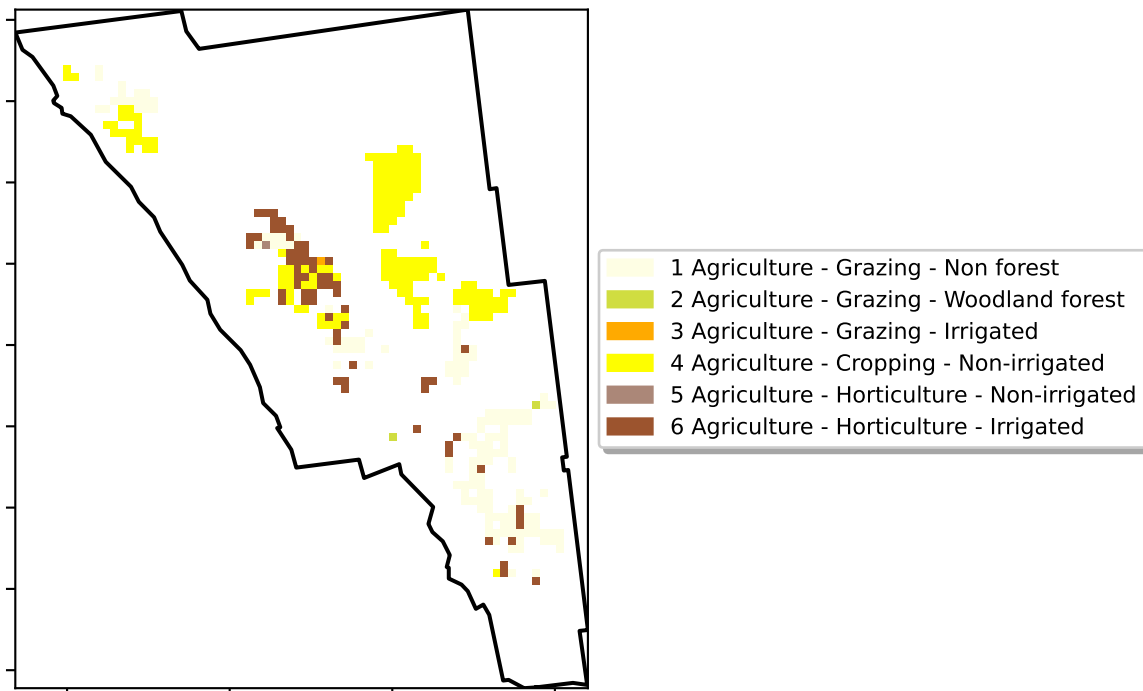 1 Agriculture - Grazing - Non forest
2 Agriculture - Grazing - Woodland forest
3 Agriculture - Grazing - Irrigated
4 Agriculture - Cropping - Non-irrigated
5 Agriculture - Horticulture - Non-irrigated
6 Agriculture - Horticulture - Irrigated